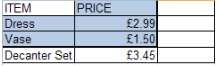 ITEM PRICE
Dress £2.99
Vase £1.50
Decanter Set £3.45